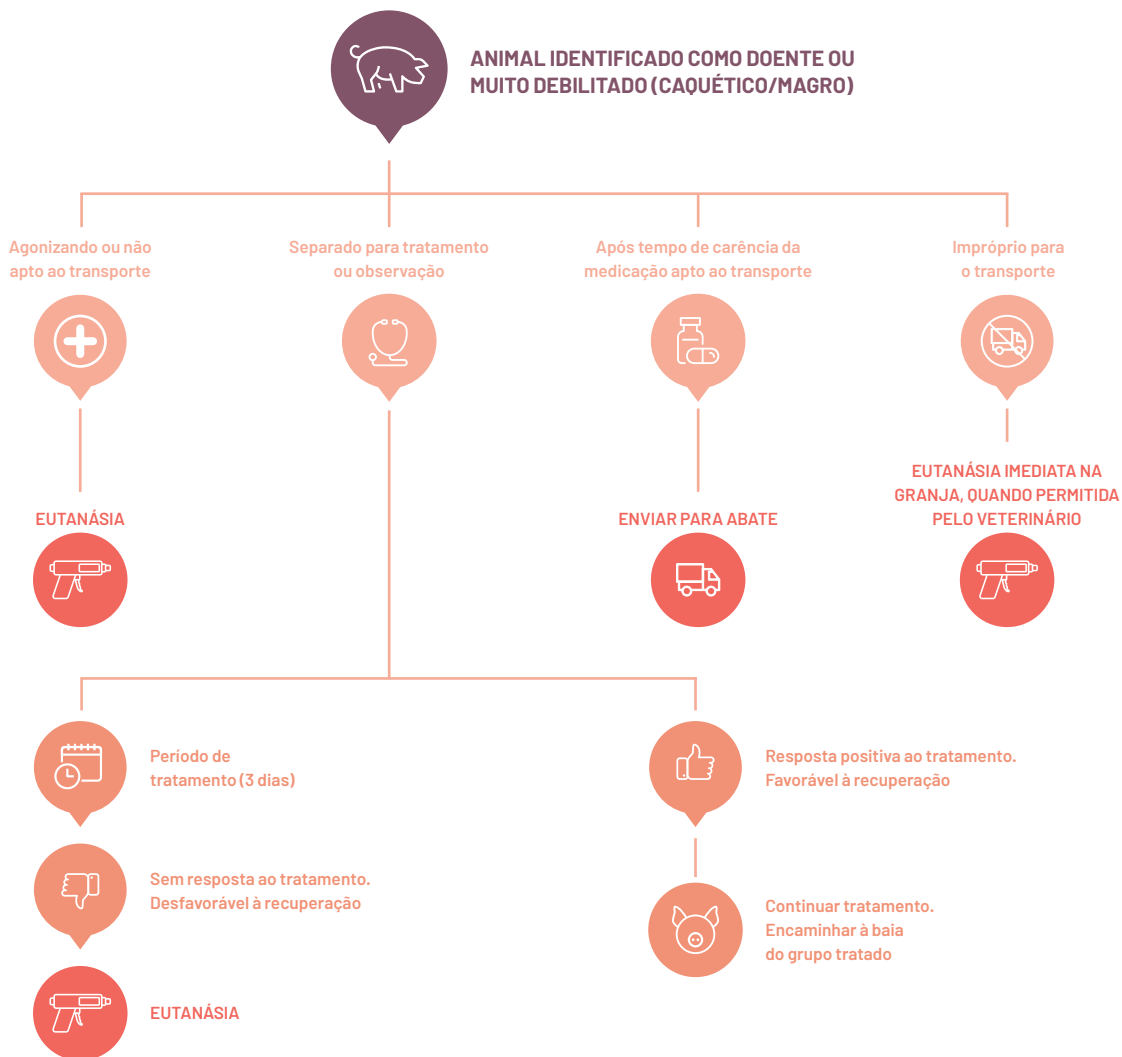 ANIMAL IDENTIFICADO COMO DOENTE OU
MUITO DEBILITADO (CAQUÉTICO/MAGRO)
Agonizando ou não
apto ao transporte
Separado para tratamento
ou observação
Após tempo de carência da
medicação apto ao transporte
Impróprio para
o transporte
EUTANÁSIA
ENVIAR PARA ABATE
EUTANÁSIA IMEDIATA NA
GRANJA, QUANDO PERMITIDA
PELO VETERINÁRIO
Período de
tratamento (3 dias)
Sem resposta ao tratamento.
Desfavorável à recuperação
EUTANÁSIA
Resposta positiva ao tratamento.
Favorável à recuperação
Continuar tratamento.
Encaminhar à baia
do grupo tratado